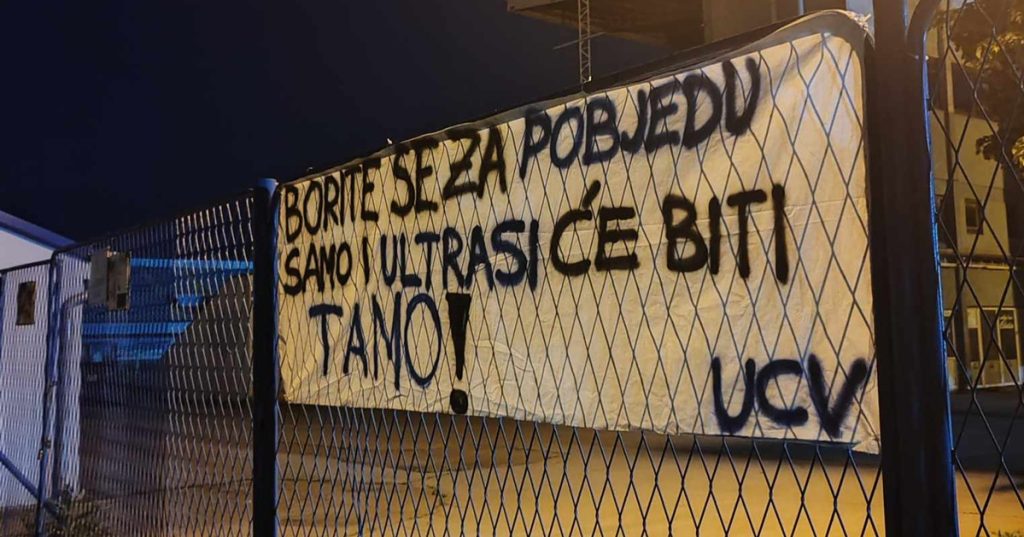 BORITE SE ZA POBJEDU
SAMO I ULTRASI ĆE BITI
TAMO!
UCV